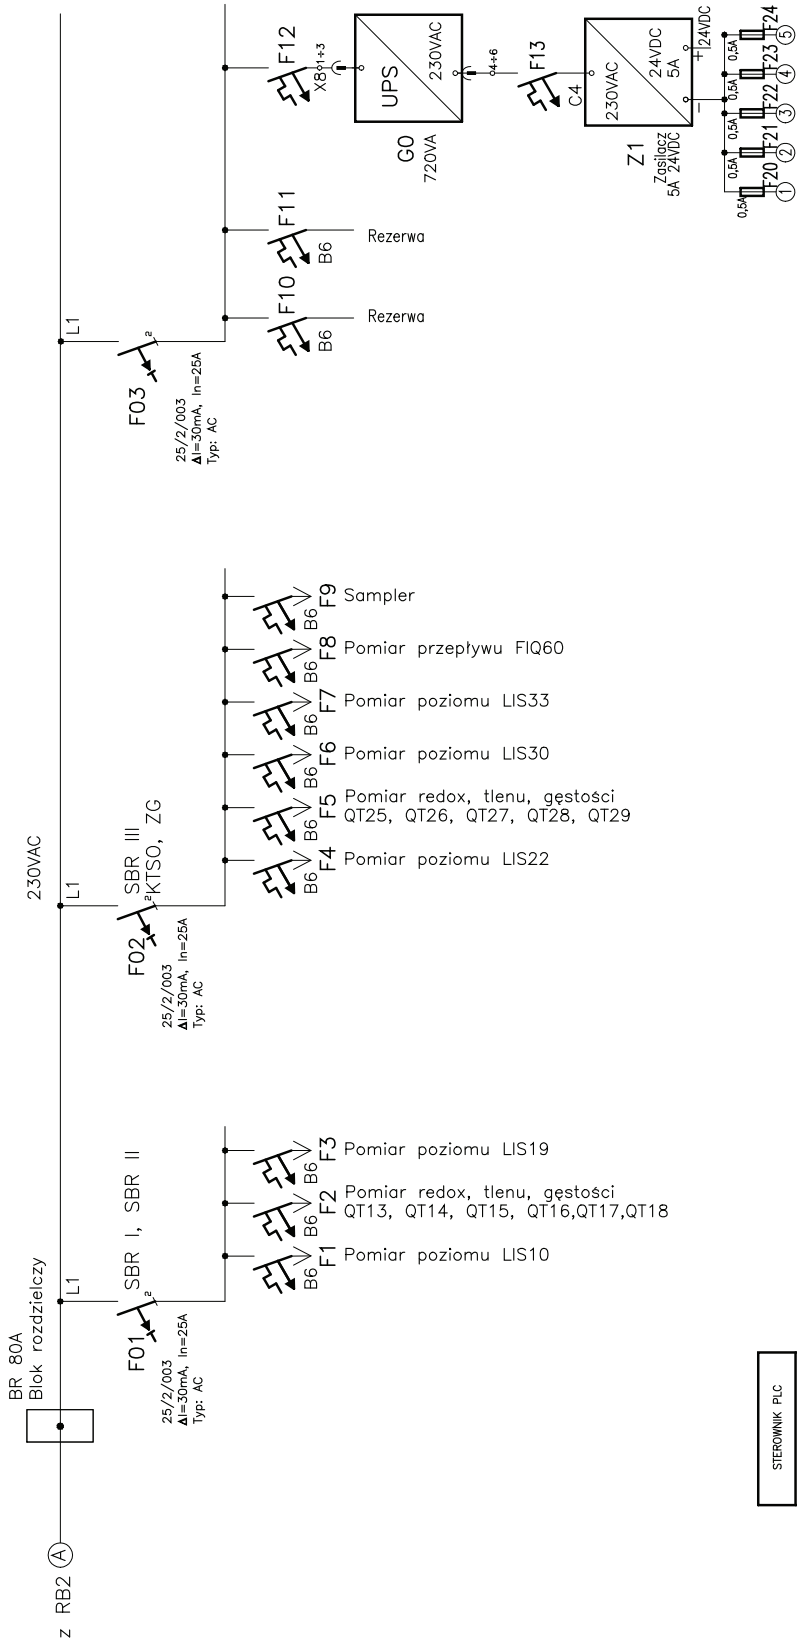 z RB2
A
BR 80A
Blok rozdzielczy
230VAC
L1
F01
SBR I, SBR II
25/2/003
ΔI=30mA, In=25A
Typ: AC
2
B6
F1
Pomiar poziomu LIS10
B6
F2
Pomiar redox, tlenu, gęstości
QT13, QT14, QT15, QT16,QT17,QT18
B6
F3
Pomiar poziomu LIS19
L1
F02
SBR III
KTSO, ZG
25/2/003
ΔI=30mA, In=25A
Typ: AC
2
B6
F4
Pomiar poziomu LIS22
B6
F5
Pomiar redox, tlenu, gęstości
QT25, QT26, QT27, QT28, QT29
B6
F6
Pomiar poziomu LIS30
B6
F7
Pomiar poziomu LIS33
B6
F8
Pomiar przepływu FIQ60
B6
F9
Sampler
L1
F03
25/2/003
ΔI=30mA, In=25A
Typ: AC
2
F10
B6
Rezerwa
F11
B6
Rezerwa
F12
X8
1÷3
UPS
230VAC
G0
720VA
4÷6
F13
C4
230VAC
24VDC
5A
Z1
Zasilacz
5A 24VDC
−
+
24VDC
0,5A
F20
1
0,5A
F21
2
0,5A
F22
3
0,5A
F23
4
0,5A
F24
5
STEROWNIK PLC